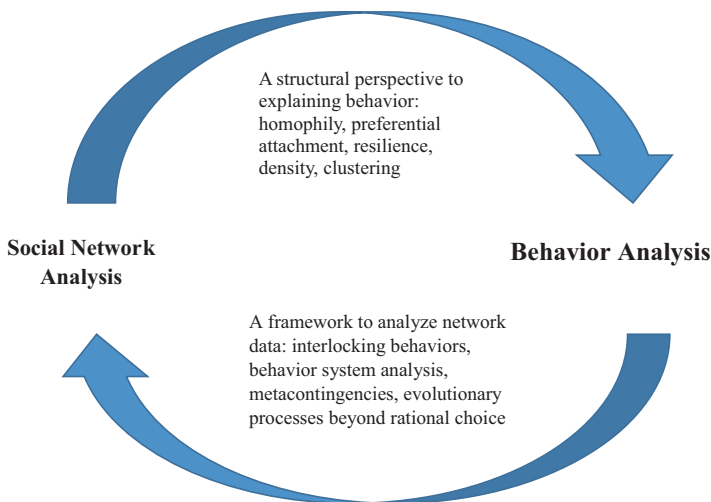 A structural perspective to
explaining behavior:
homophily, preferential
attachment, resilience,
density, clustering
Social Network
Analysis
Behavior Analysis
A framework to analyze network
data: interlocking behaviors,
behavior system analysis,
metacontingencies, evolutionary
processes beyond rational choice